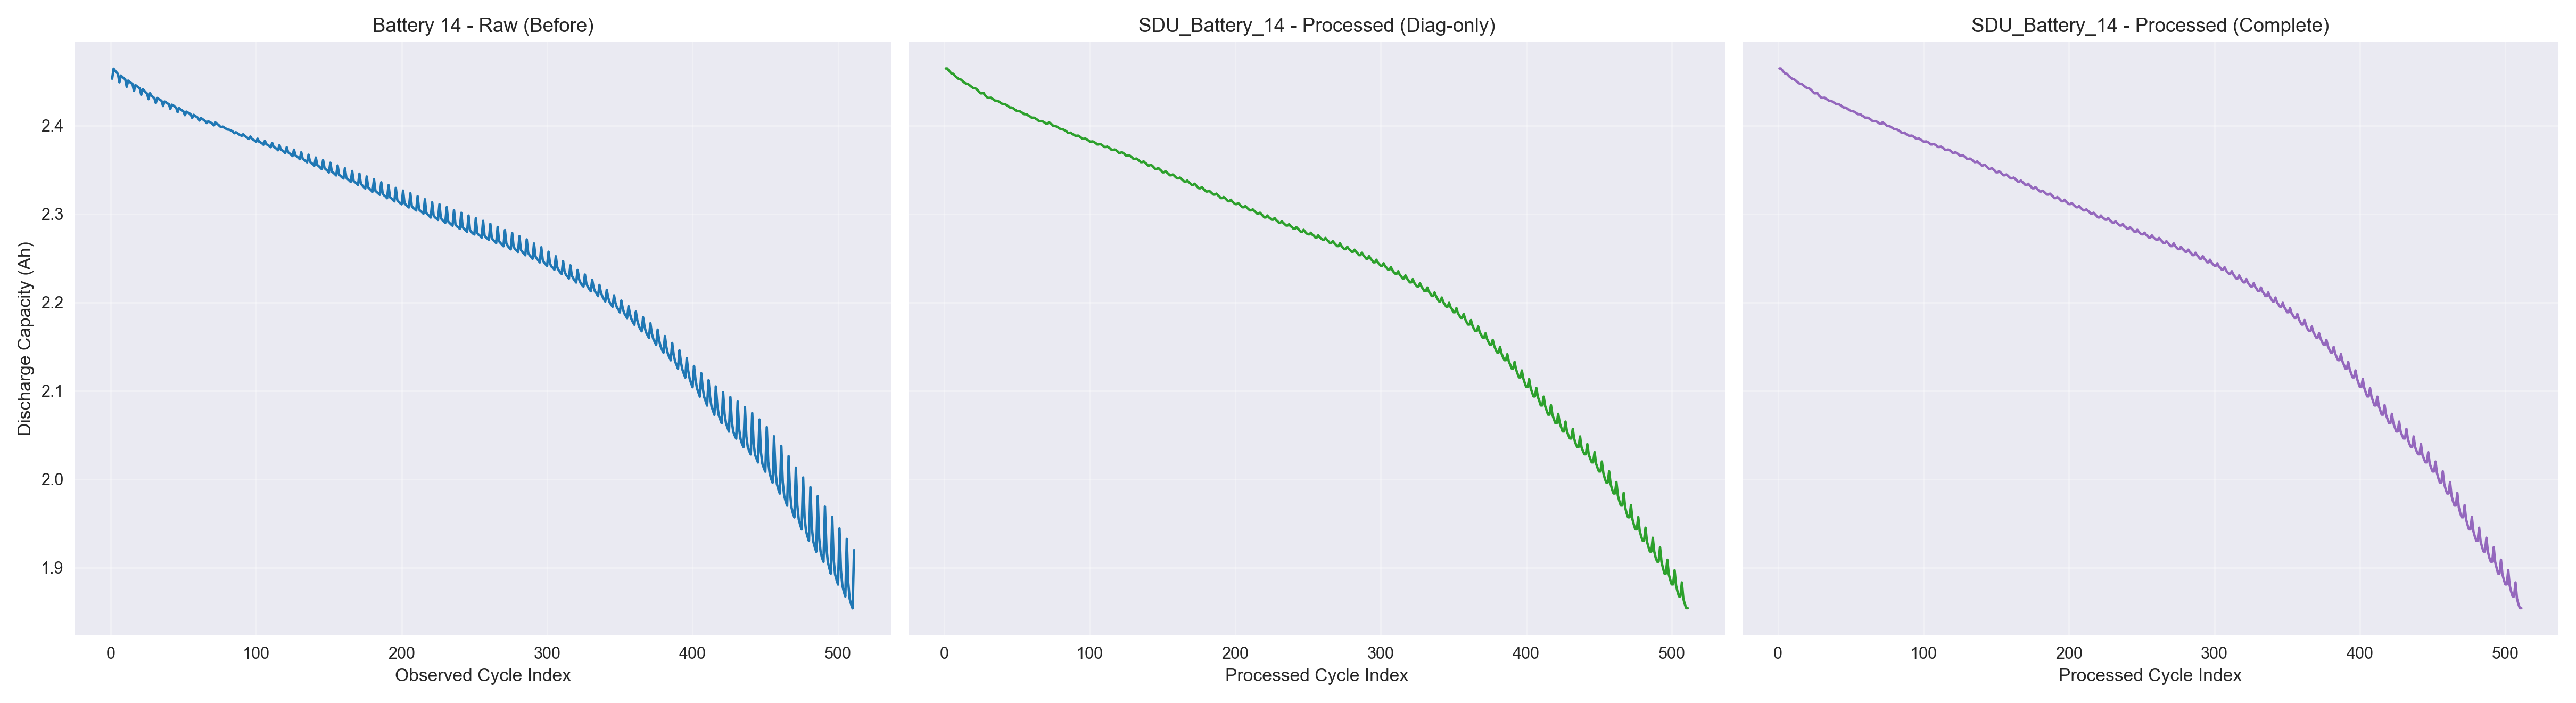 Battery 14 - Raw (Before)
SDU_Battery_14 - Processed (Diag-only)
SDU_Battery_14 - Processed (Complete)
Discharge Capacity (Ah)
2.4
2.3
2.2
2.1
2.0
1.9
0 100 200 300 400 500
0 100 200 300 400 500
0 100 200 300 400 500
Observed Cycle Index
Processed Cycle Index
Processed Cycle Index